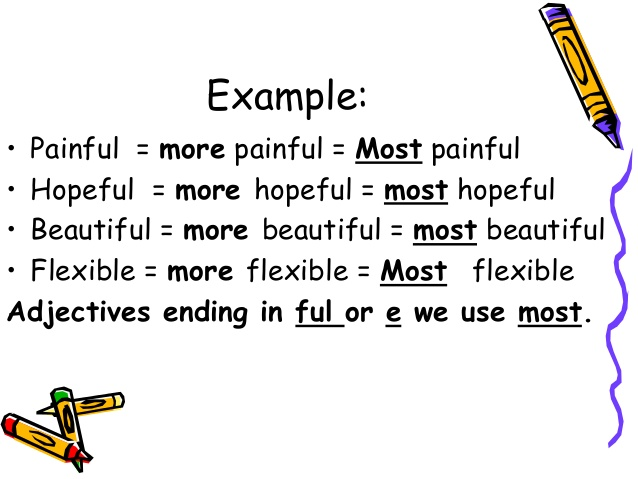 Example:
• Painful = more painful = Most painful
• Hopeful = more hopeful = most hopeful
• Beautiful = more beautiful = most beautiful
• Flexible = more flexible = Most flexible
Adjectives ending in ful or e we use most.